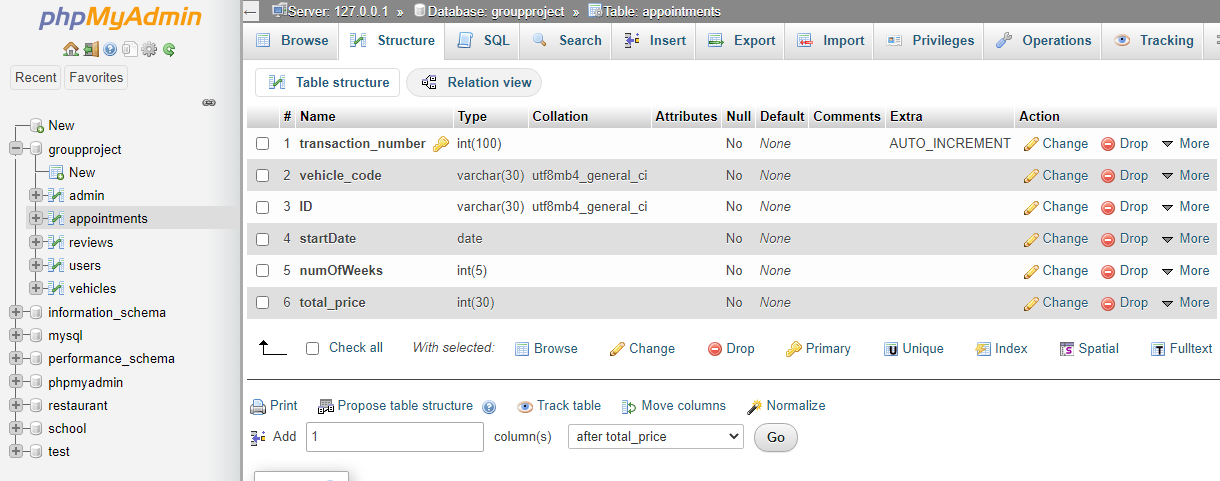 phpMyAdmin
Recent Favorites
New
groupproject
New
admin
appointments
reviews
users
vehicles
information_schema
mysql
performance_schema
phpmyadmin
restaurant
school
test
Server: 127.0.0.1 » Database: groupproject » Table: appointments
Browse Structure SQL Search Insert Export Import Privileges Operations Tracking
Table structure Relation view
# Name Type Collation Attributes Null Default Comments Extra Action
1 transaction_number int(100) No None AUTO_INCREMENT Change Drop More
2 vehicle_code varchar(30) utf8mb4_general_ci No None Change Drop More
3 ID varchar(30) utf8mb4_general_ci No None Change Drop More
4 startDate date No None Change Drop More
5 numOfWeeks int(5) No None Change Drop More
6 total_price int(30) No None Change Drop More
Check all With selected: Browse Change Drop Primary Unique Index Spatial Fulltext
Print Propose table structure Track table Move columns Normalize
Add 1 column(s) after total_price Go